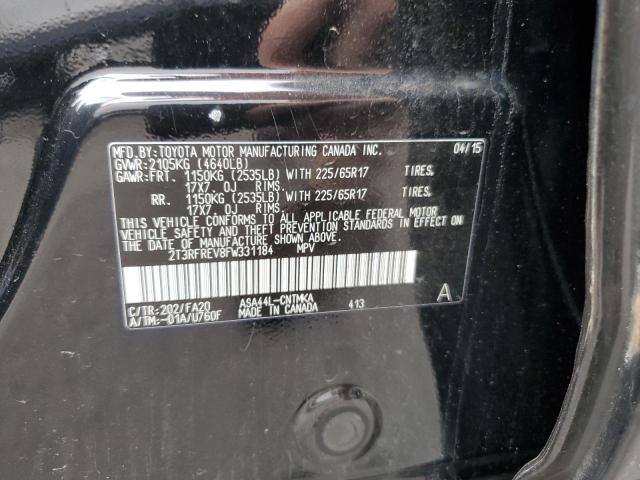 MFD.BY:TOYOTA MOTOR MANUFACTURING CANADA INC. 04/15
GVWR:2105KG (4640LB)
GAWR:FRT. 1150KG (2535LB) WITH 225/65R17 TIRES,
17X7.0J RIMS.
RR. 1150KG (2535LB) WITH 225/65R17 TIRES,
17X7.0J RIMS.
THIS VEHICLE CONFORMS TO ALL APPLICABLE FEDERAL MOTOR
VEHICLE SAFETY AND THEFT PREVENTION STANDARDS IN EFFECT ON
THE DATE OF MANUFACTURE SHOWN ABOVE.
2T3RFREV8FW331184 MPV
C/TR:202/FA20 ASA44L-CNTMKA 413 A
A/TM:-01A/U760F MADE IN CANADA